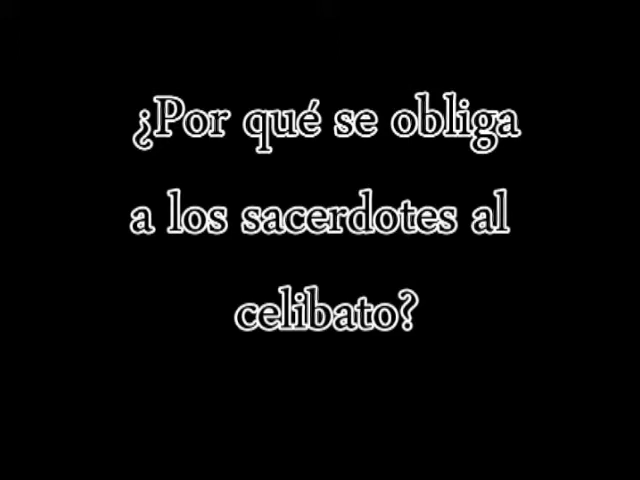 ¿Por qué se obliga
a los sacerdotes al
celibato?